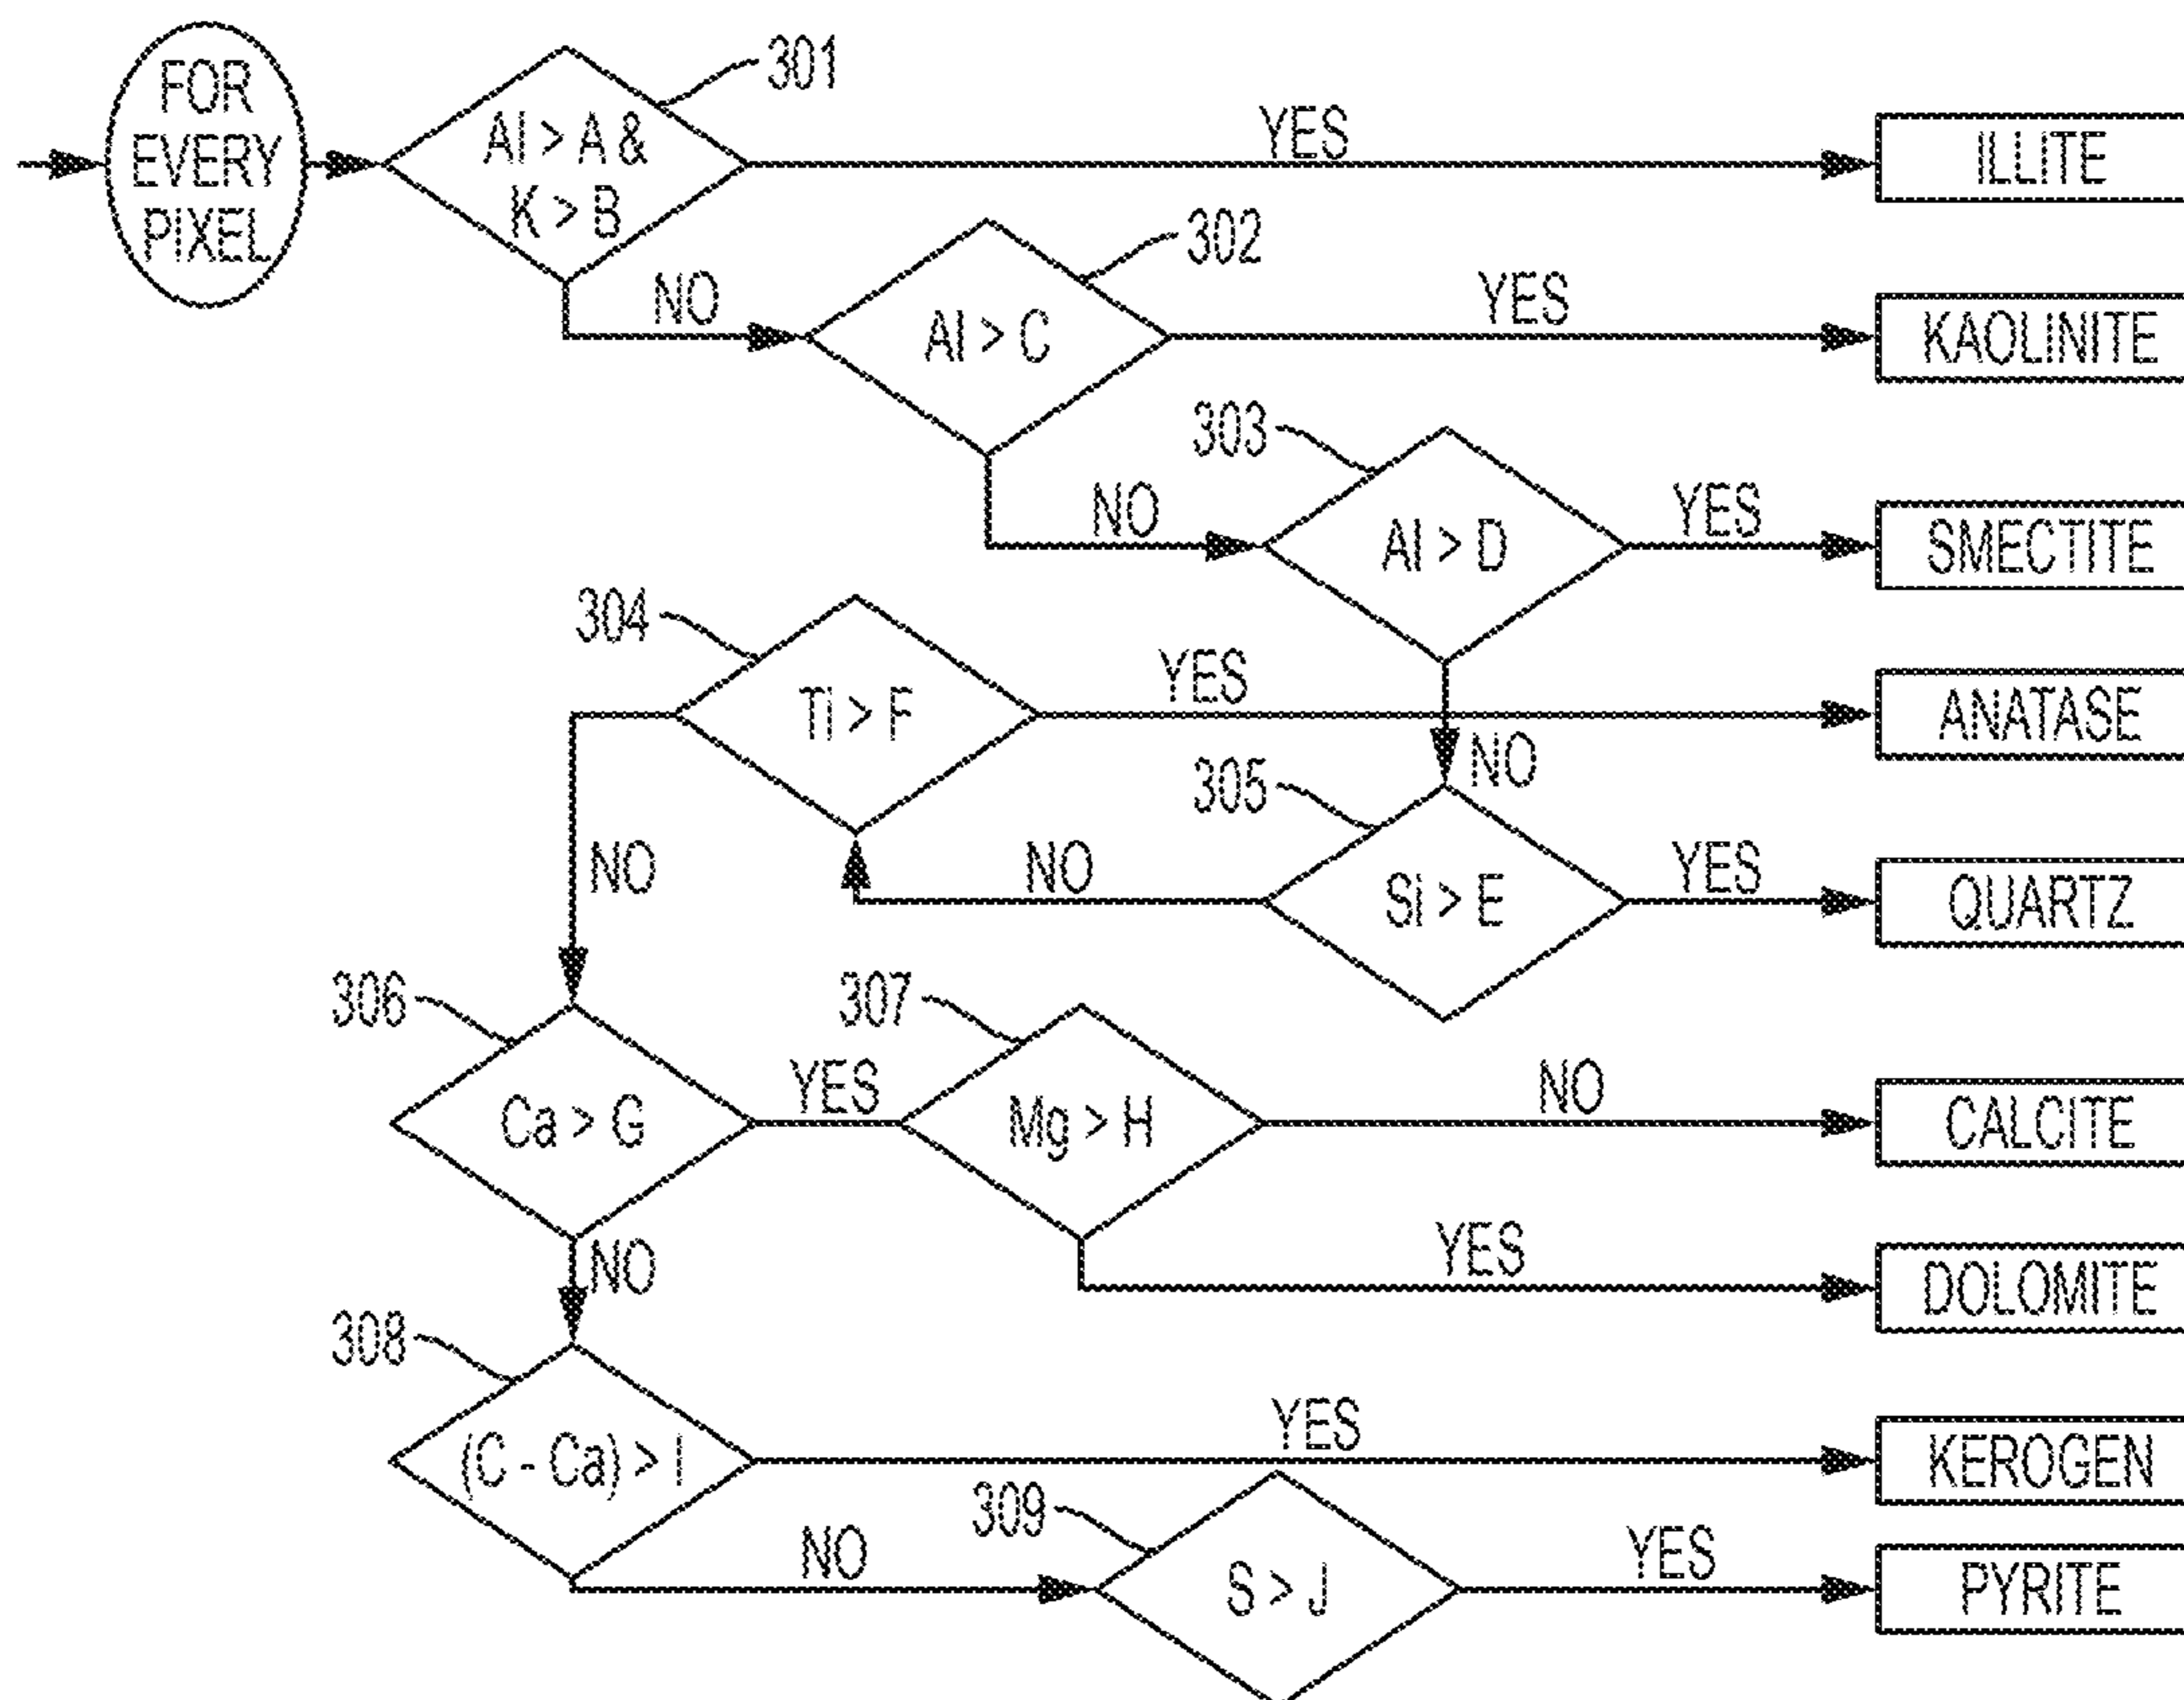 FOR
EVERY
PIXEL
301
Al > A &
K > B
YES
ILLITE
NO
302
Al > C
YES
KAOLINITE
NO
303
Al > D
YES
SMECTITE
304
Ti > F
YES
ANATASE
NO
305
Si > E
YES
QUARTZ
NO
NO
306
Ca > G
YES
307
Mg > H
NO
CALCITE
YES
DOLOMITE
NO
308
(C - Ca) > I
YES
KEROGEN
NO
309
S > J
YES
PYRITE